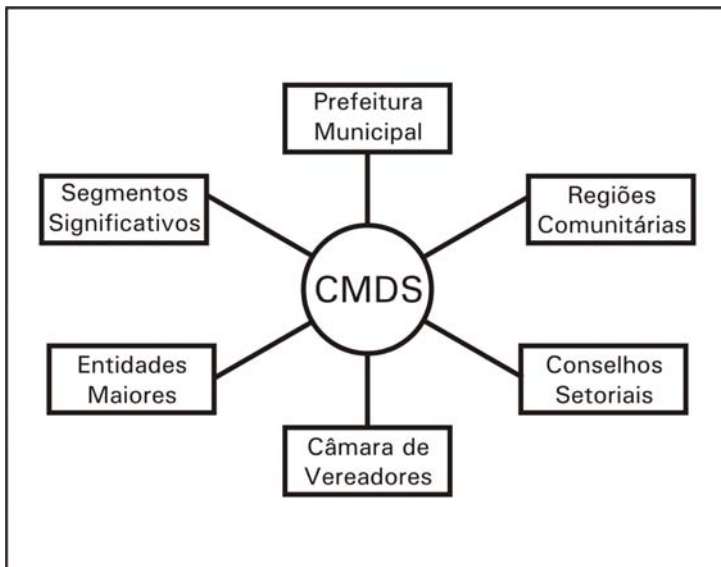 Prefeitura
Municipal
Segmentos
Significativos
Regiões
Comunitárias
CMDS
Entidades
Maiores
Conselhos
Setoriais
Câmara de
Vereadores